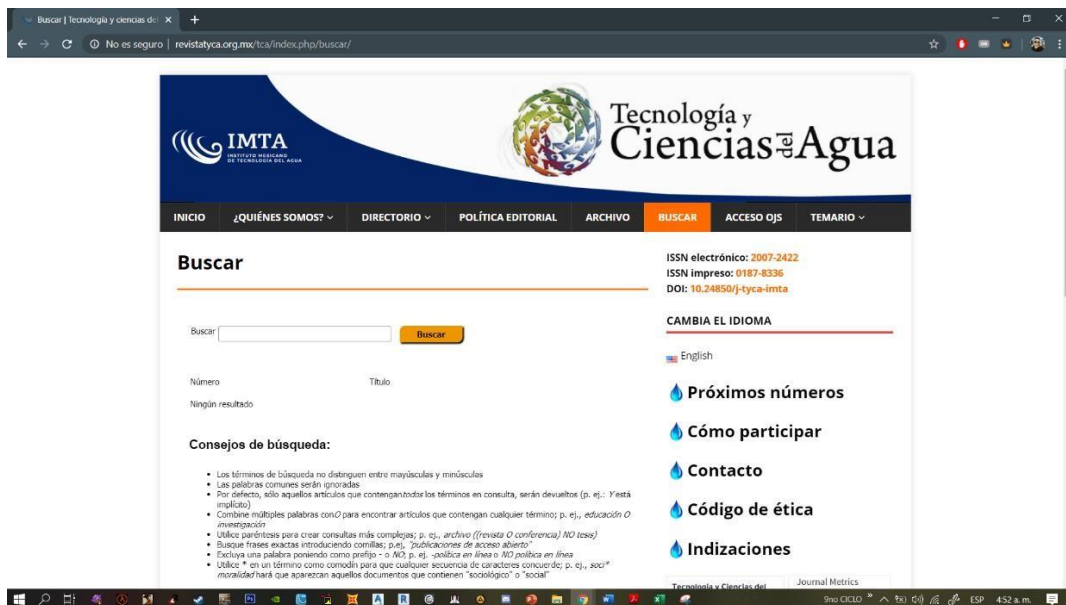 Buscar | Tecnología y ciencias del
No es seguro | revistatyca.org.mx/tca/index.php/buscar/
IMTA
INSTITUTO MEXICANO
DE TECNOLOGÍA DEL AGUA
Tecnología y
Ciencias del Agua
INICIO ¿QUIÉNES SOMOS? DIRECTORIO POLÍTICA EDITORIAL ARCHIVO BUSCAR ACCESO OJS TEMARIO
Buscar
Buscar Buscar
Número Título
Ningún resultado
Consejos de búsqueda:
• Los términos de búsqueda no distinguen entre mayúsculas y minúsculas
• Las palabras comunes serán ignoradas
• Por defecto, sólo aquellos artículos que contengan todos los términos en consulta, serán devueltos (p. ej.: Y está
implícito)
• Combine múltiples palabras con O para encontrar artículos que contengan cualquier término; p. ej., educación O
investigación
• Utilice paréntesis para crear consultas más complejas; p. ej., archivo ((revista O conferencia) NO tesis)
• Busque frases exactas introduciendo comillas; p.ej, "publicaciones de acceso abierto"
• Excluya una palabra poniendo como prefijo - o NO; p. ej. -política en línea o NO política en línea
• Utilice * en un término como comodín para que cualquier secuencia de caracteres concuerde; p. ej., soci*
moralidad hará que aparezcan aquellos documentos que contienen "sociológico" o "social"
ISSN electrónico: 2007-2422
ISSN impreso: 0187-8336
DOI: 10.24850/j-tyca-imta
CAMBIA EL IDIOMA
English
Próximos números
Cómo participar
Contacto
Código de ética
Indizaciones
Tecnología y Ciencias del
Journal Metrics
9no CICLO » ESP 4:52 a. m.